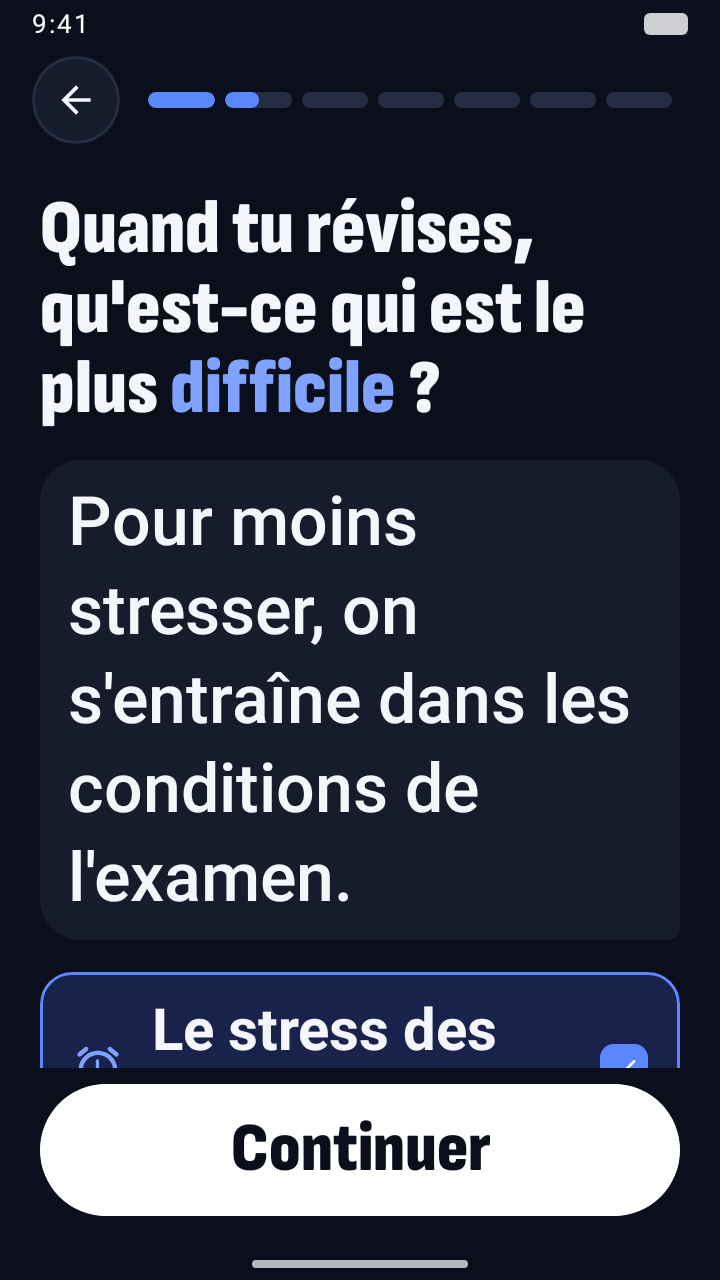 9:41
Quand tu révises,
qu'est-ce qui est le
plus difficile ?
Pour moins
stresser, on
s'entraîne dans les
conditions de
l'examen.
Le stress des
Continuer